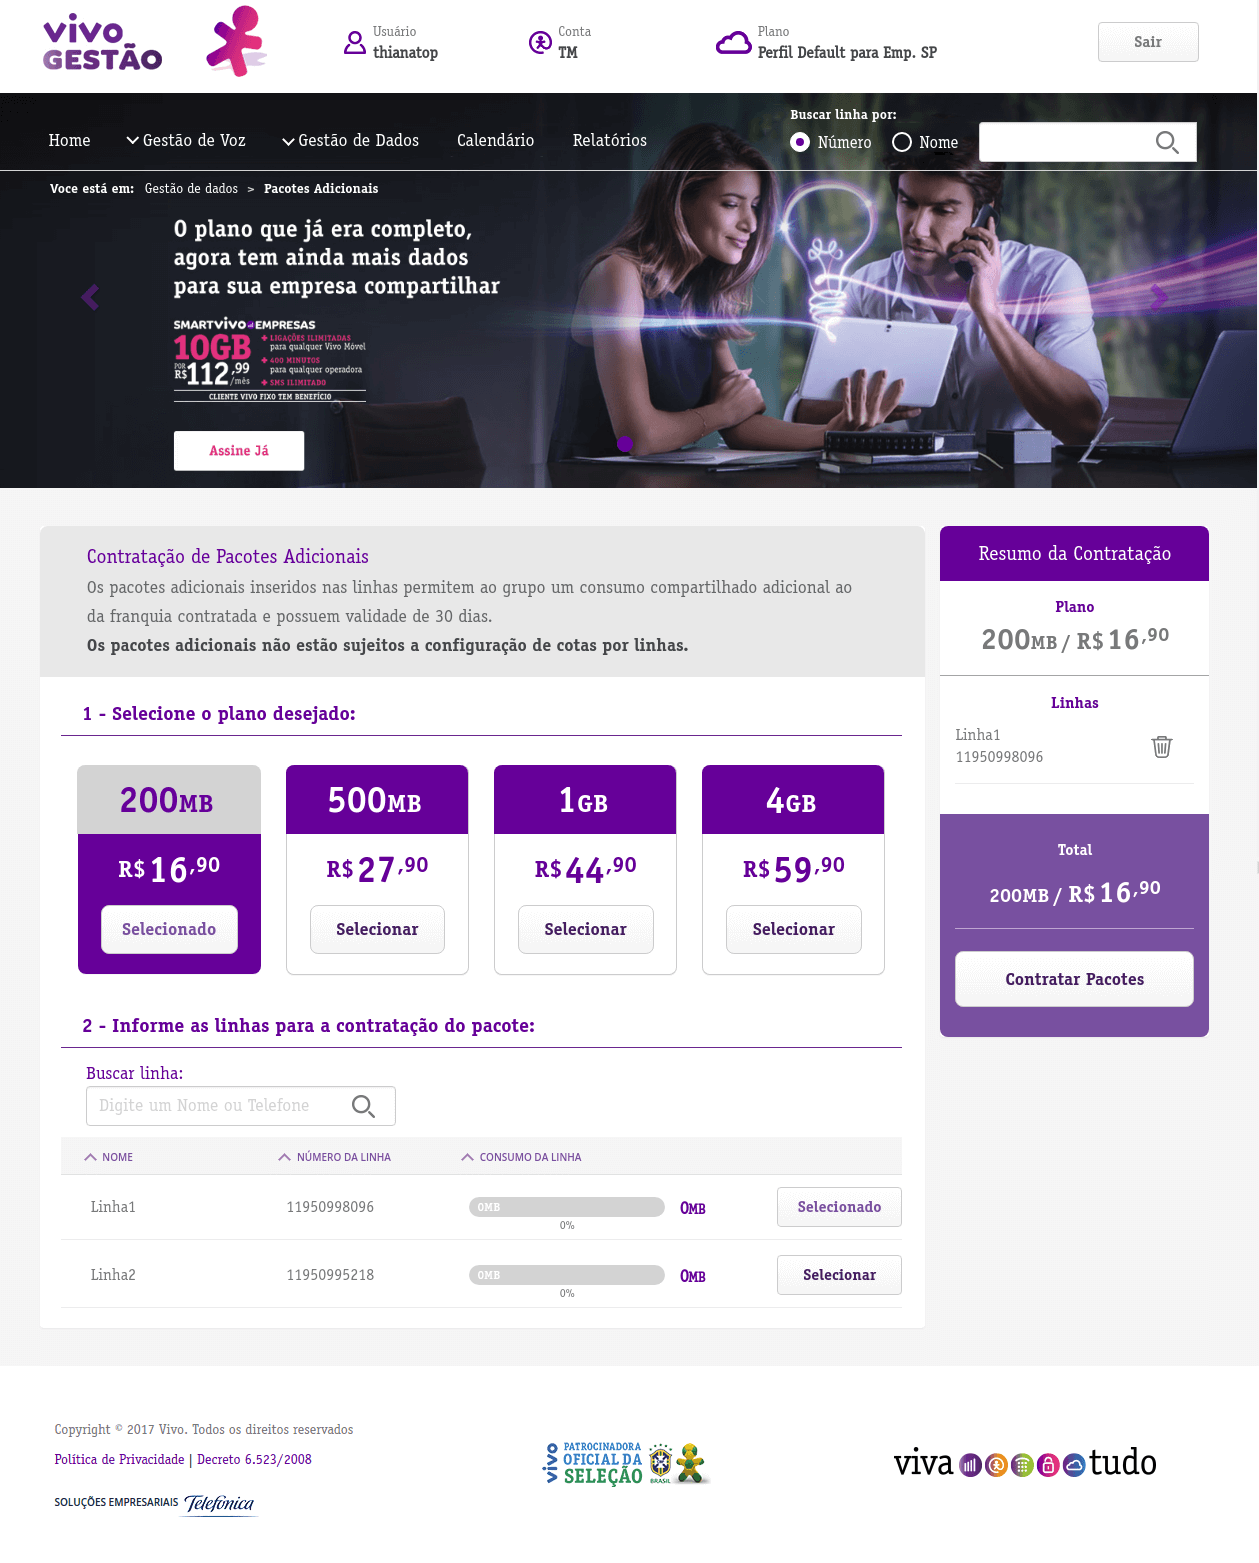 vivo
GESTÃO
Usuário
thianatop
Conta
TM
Plano
Perfil Default para Emp. SP
Sair
Home
Gestão de Voz
Gestão de Dados
Calendário
Relatórios
Buscar linha por:
Número
Nome
Voce está em: Gestão de dados > Pacotes Adicionais
O plano que já era completo,
agora tem ainda mais dados
para sua empresa compartilhar
SMARTVIVO EMPRESAS
10GB
POR
R$112,99
/mês
LIGAÇÕES ILIMITADAS
para qualquer Vivo Móvel
400 MINUTOS
para qualquer operadora
SMS ILIMITADO
CLIENTE VIVO FIXO TEM BENEFÍCIO
Assine Já
Contratação de Pacotes Adicionais
Os pacotes adicionais inseridos nas linhas permitem ao grupo um consumo compartilhado adicional ao
da franquia contratada e possuem validade de 30 dias.
Os pacotes adicionais não estão sujeitos a configuração de cotas por linhas.
1 - Selecione o plano desejado:
200MB
R$16,90
Selecionado
500MB
R$27,90
Selecionar
1GB
R$44,90
Selecionar
4GB
R$59,90
Selecionar
2 - Informe as linhas para a contratação do pacote:
Buscar linha:
Digite um Nome ou Telefone
NOME
NÚMERO DA LINHA
CONSUMO DA LINHA
Linha1
11950998096
0MB
0%
0MB
Selecionado
Linha2
11950995218
0MB
0%
0MB
Selecionar
Resumo da Contratação
Plano
200MB / R$16,90
Linhas
Linha1
11950998096
Total
200MB / R$16,90
Contratar Pacotes
Copyright © 2017 Vivo. Todos os direitos reservados
Política de Privacidade | Decreto 6.523/2008
SOLUÇÕES EMPRESARIAIS Telefónica
vivo
PATROCINADORA
OFICIAL DA
SELEÇÃO
BRASIL
viva tudo